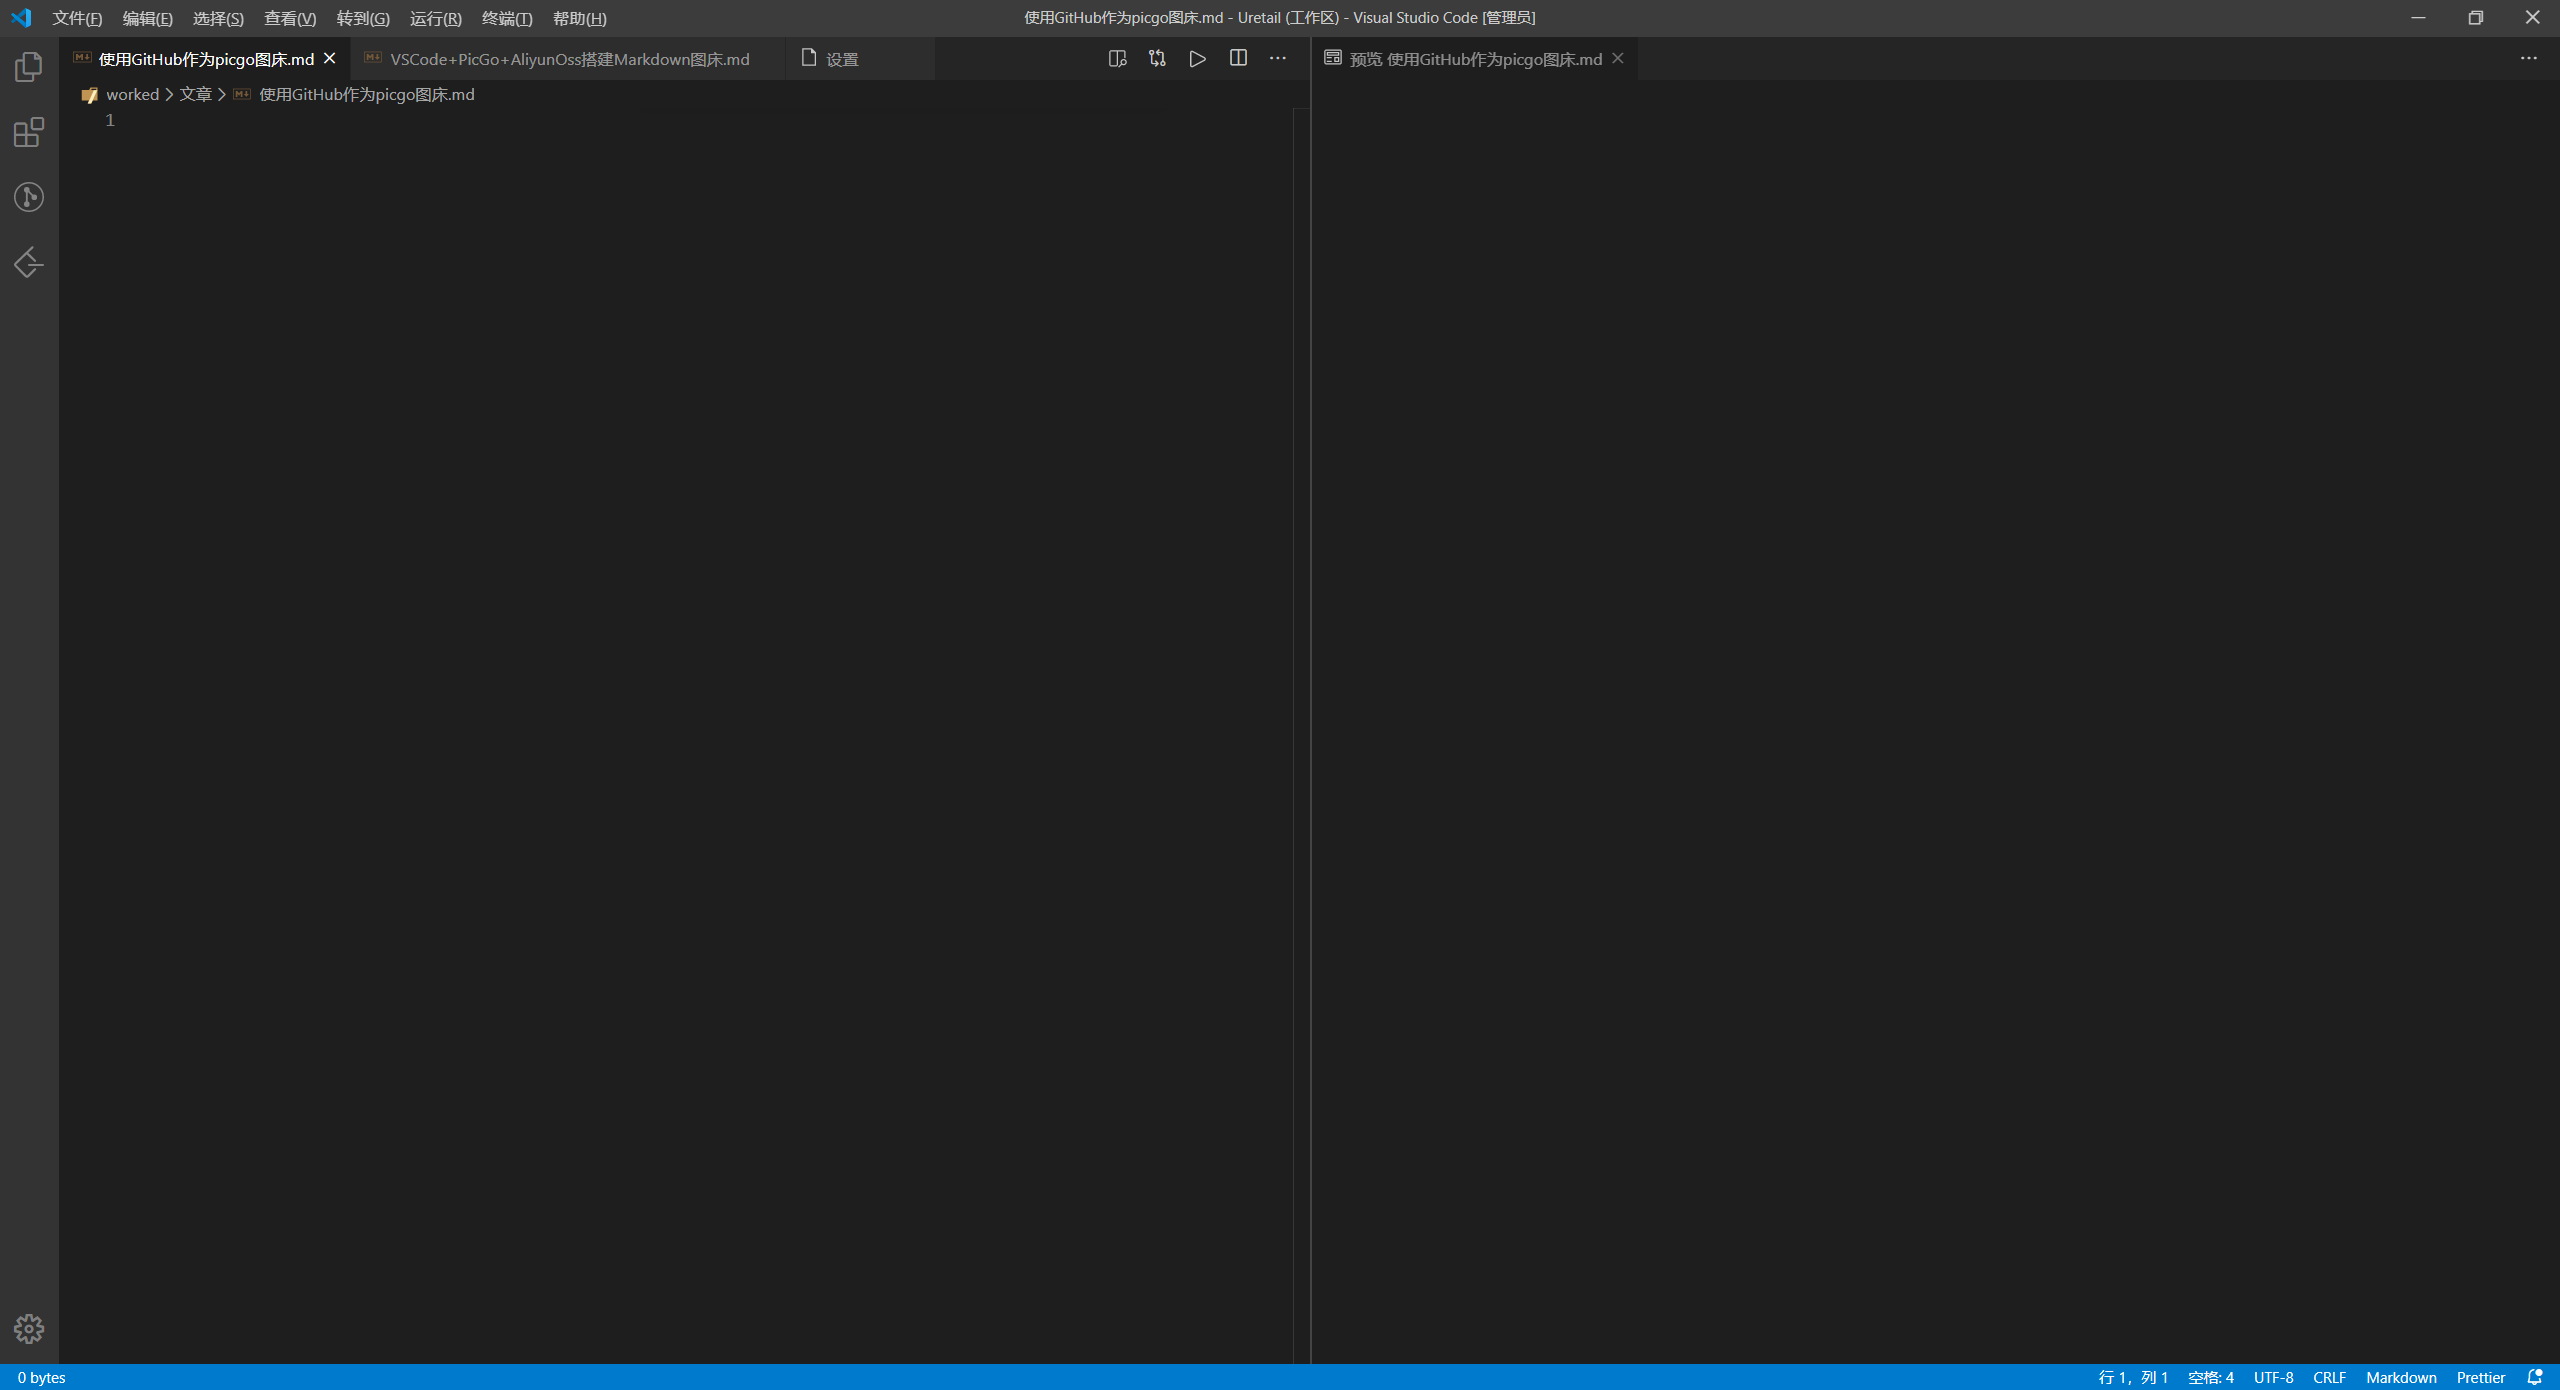 文件(F) 编辑(E) 选择(S) 查看(V) 转到(G) 运行(R) 终端(T) 帮助(H) 使用GitHub作为picgo图床.md - Uretail (工作区) - Visual Studio Code [管理员]
使用GitHub作为picgo图床.md VSCode+PicGo+AliyunOss搭建Markdown图床.md 设置 预览 使用GitHub作为picgo图床.md
worked > 文章 > 使用GitHub作为picgo图床.md
1
0 bytes 行 1，列 1 空格: 4 UTF-8 CRLF Markdown Prettier